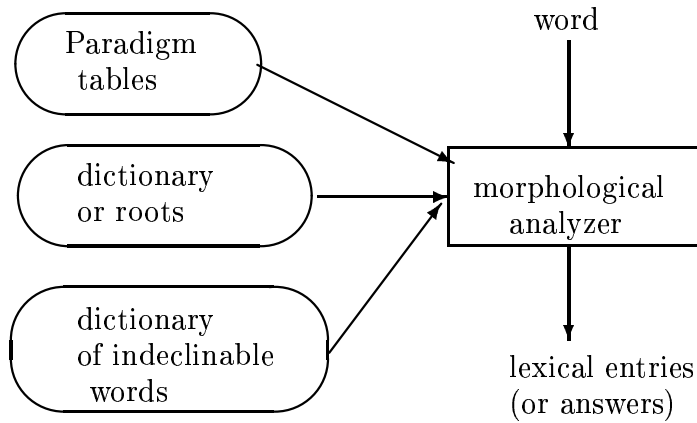 word
Paradigm
tables
dictionary
or roots
morphological
analyzer
dictionary
of indeclinable
words
lexical entries
(or answers)